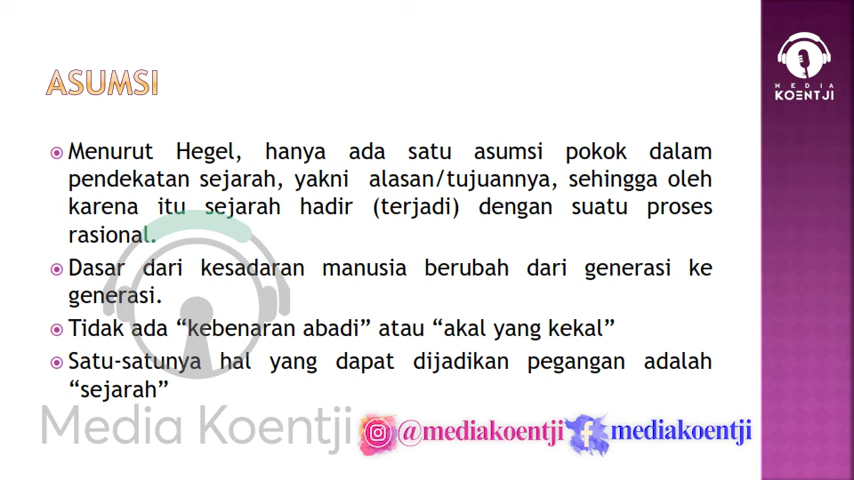 MEDIA
KOENTJI
ASUMSI
Menurut Hegel, hanya ada satu asumsi pokok dalam
pendekatan sejarah, yakni alasan/tujuannya, sehingga oleh
karena itu sejarah hadir (terjadi) dengan suatu proses
rasional.
Dasar dari kesadaran manusia berubah dari generasi ke
generasi.
Tidak ada “kebenaran abadi” atau “akal yang kekal”
Satu-satunya hal yang dapat dijadikan pegangan adalah
“sejarah”
Media Koentji
@mediakoentji
mediakoentji